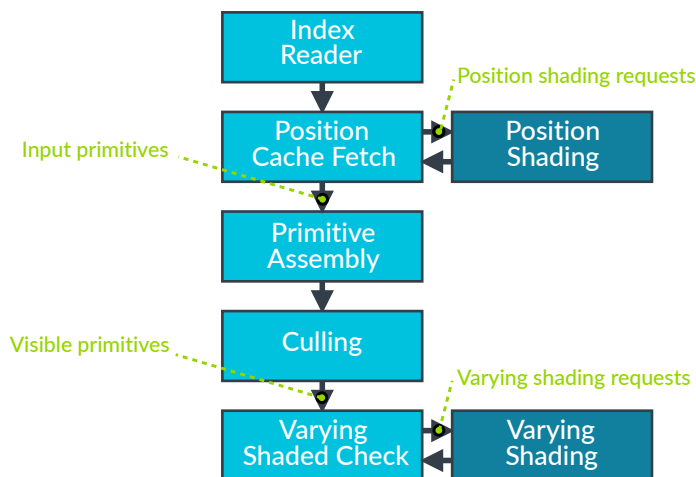 Index
Reader
Position shading requests
Position
Cache Fetch
Position
Shading
Input primitives
Primitive
Assembly
Culling
Visible primitives
Varying shading requests
Varying
Shaded Check
Varying
Shading